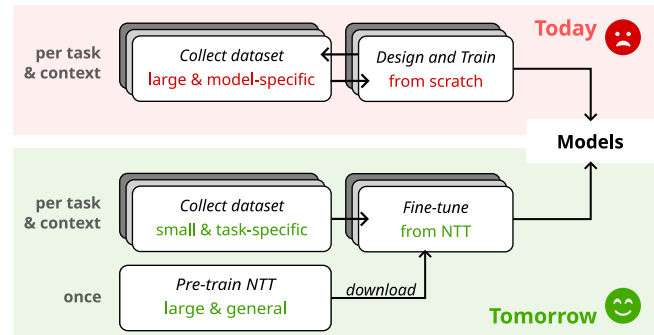 Today
per task
& context
Collect dataset
large & model-specific
Design and Train
from scratch
Models
per task
& context
Collect dataset
small & task-specific
Fine-tune
from NTT
once
Pre-train NTT
large & general
download
Tomorrow